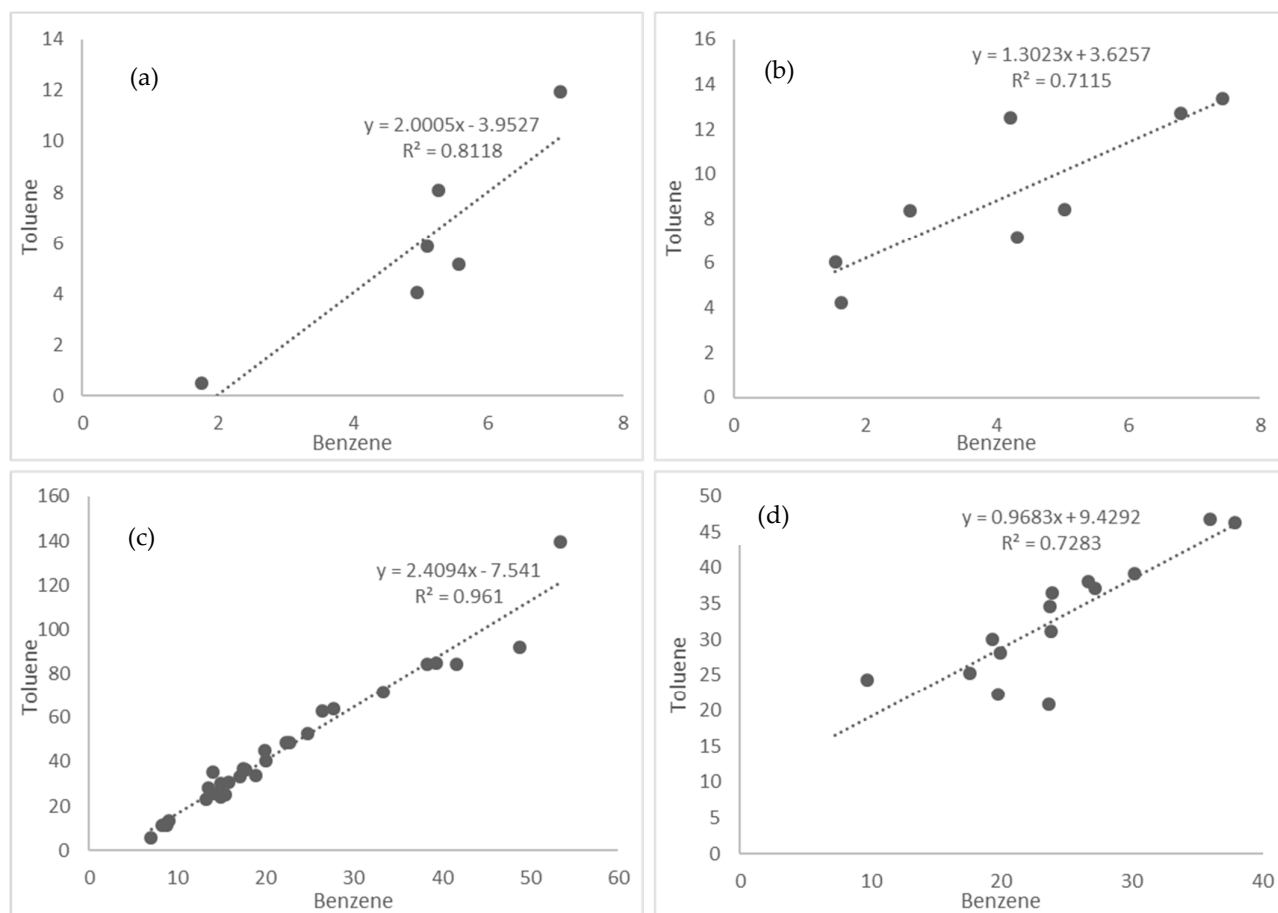 14
12
10
8
6
4
2
0
Toluene
(a)
y = 2.0005x - 3.9527
R² = 0.8118
0
2
4
6
8
Benzene
16
14
12
10
8
6
4
2
0
Toluene
(b)
y = 1.3023x + 3.6257
R² = 0.7115
0
2
4
6
8
Benzene
160
140
120
100
80
60
40
20
0
Toluene
(c)
y = 2.4094x - 7.541
R² = 0.961
0
10
20
30
40
50
60
Benzene
50
45
40
35
30
25
20
15
10
5
0
Toluene
(d)
y = 0.9683x + 9.4292
R² = 0.7283
0
10
20
30
40
Benzene